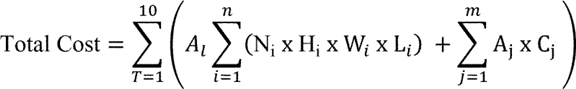 Total Cost = \sum_{T=1}^{10} \left( A_l \sum_{i=1}^{n} (N_i x H_i x W_i x L_i) + \sum_{j=1}^{m} A_j x C_j \right)